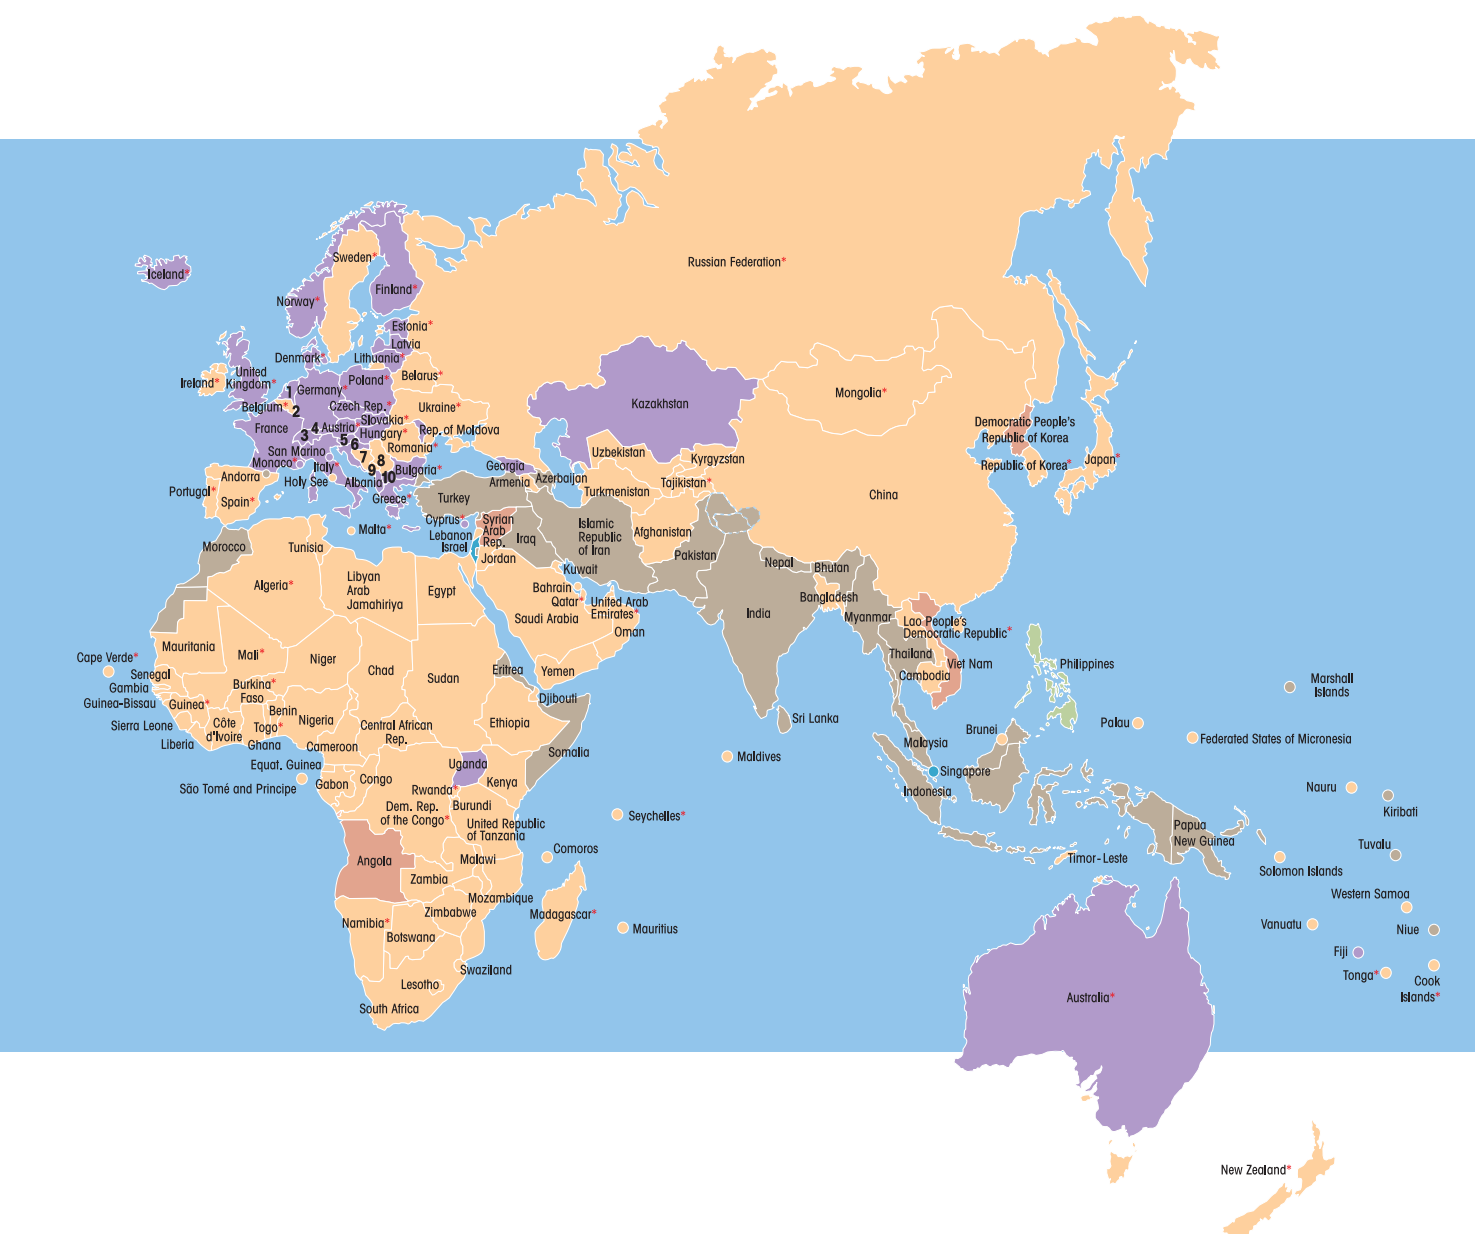 Russian Federation*
Sweden*
Iceland*
Finland*
Norway*
Estonia*
Latvia
Denmark*
Lithuania*
United
Kingdom*
Ireland*
1
Germany*
Poland*
Belarus*
Belgium*
2
Czech Rep.*
Ukraine*
Slovakia*
France
3
4
Austria*
Hungary*
Rep. of Moldova
5
6
Romania*
San Marino
Monaco*
7
8
Italy*
9
10
Bulgaria*
Andorra
Holy See
Albania
Portugal*
Spain*
Greece*
Malta*
Kazakhstan
Mongolia*
Democratic People's
Republic of Korea
Republic of Korea*
Japan*
Uzbekistan
Kyrgyzstan
Georgia
Armenia
Azerbaijan
Turkmenistan
Tajikistan*
China
Turkey
Cyprus*
Syrian
Arab
Rep.
Lebanon
Israel
Iraq
Jordan
Islamic
Republic
of Iran
Afghanistan
Pakistan
Kuwait
Nepal
Bhutan
Bangladesh
India
Myanmar
Morocco
Tunisia
Algeria*
Libyan
Arab
Jamahiriya
Egypt
Bahrain
Qatar*
United Arab
Emirates*
Saudi Arabia
Oman
Yemen
Lao People's
Democratic Republic*
Thailand
Viet Nam
Cambodia
Philippines
Mauritania
Mali*
Niger
Chad
Sudan
Eritrea
Djibouti
Cape Verde*
Senegal
Gambia
Guinea-Bissau
Guinea*
Burkina*
Faso
Benin
Nigeria
Sierra Leone
Liberia
Côte
d'Ivoire
Togo*
Ghana
Cameroon
Central African
Rep.
Ethiopia
Somalia
Equat. Guinea
São Tomé and Principe
Gabon
Congo
Uganda
Kenya
Rwanda*
Burundi
Dem. Rep.
of the Congo*
United Republic
of Tanzania
Sri Lanka
Maldives
Seychelles*
Malaysia
Brunei
Singapore
Indonesia
Palau
Marshall
Islands
Federated States of Micronesia
Nauru
Kiribati
Papua
New Guinea
Tuvalu
Timor-Leste
Solomon Islands
Western Samoa
Vanuatu
Niue
Fiji
Tonga*
Cook
Islands*
Angola
Malawi
Comoros
Zambia
Mozambique
Zimbabwe
Madagascar*
Mauritius
Namibia*
Botswana
Swaziland
Lesotho
South Africa
Australia*
New Zealand*